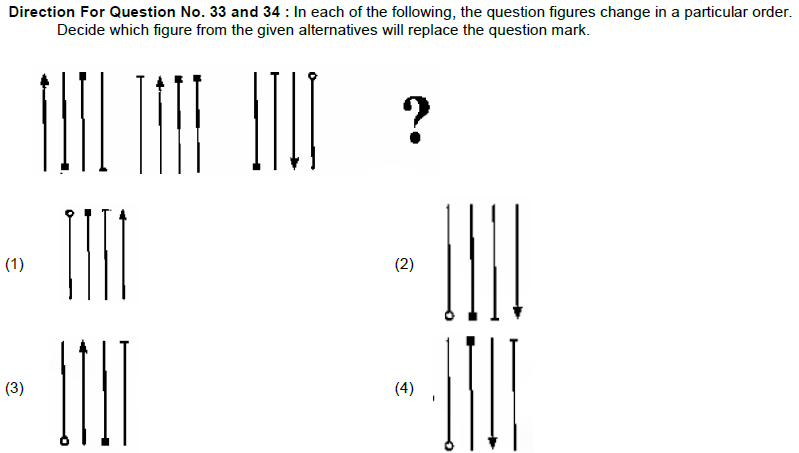 Direction For Question No. 33 and 34 : In each of the following, the question figures change in a particular order.
Decide which figure from the given alternatives will replace the question mark.
?
(1)
(2)
(3)
(4)